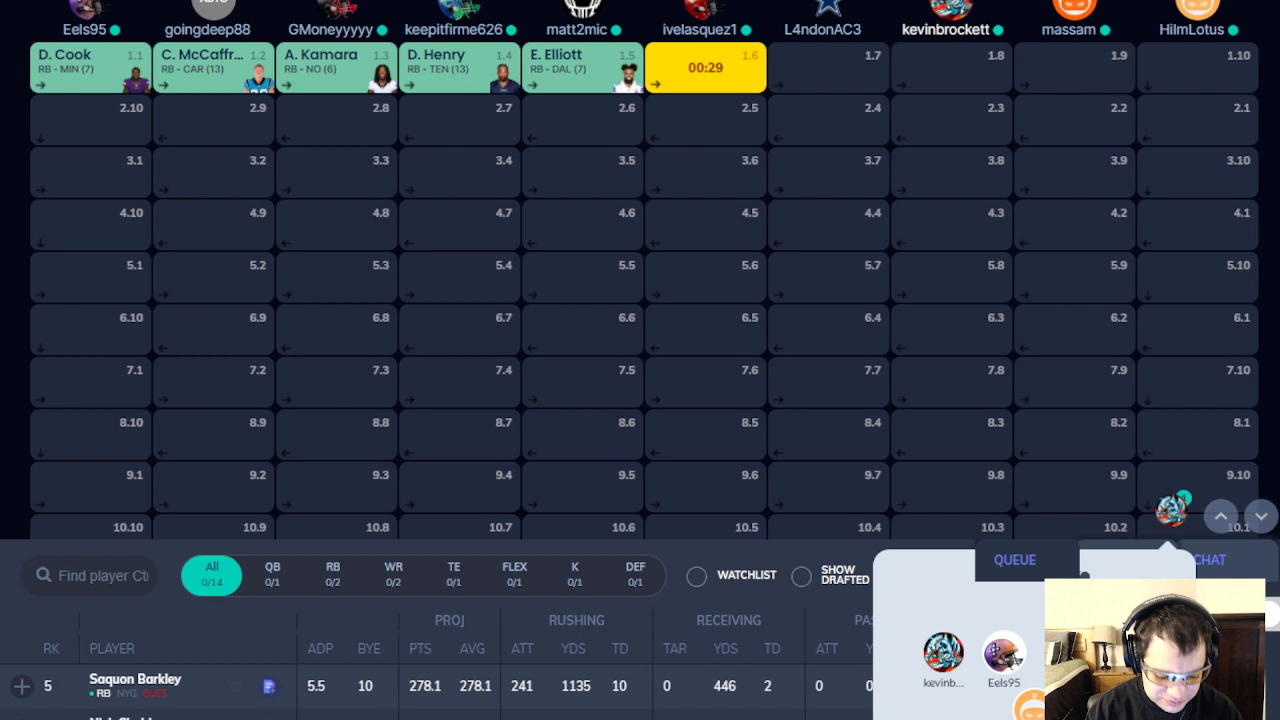 Eels95 goingdeep88 GMoneyyyyy keepitfirme626 matt2mic ivelasquez1 L4ndonAC3 kevinbrockett massam HilmLotus
D. Cook 1.1 C. McCaffr... 1.2 A. Kamara 1.3 D. Henry 1.4 E. Elliott 1.5 00:29 1.6 1.7 1.8 1.9 1.10
RB - MIN (7) RB - CAR (13) RB - NO (6) RB - TEN (13) RB - DAL (7)
2.10 2.9 2.8 2.7 2.6 2.5 2.4 2.3 2.2 2.1
3.1 3.2 3.3 3.4 3.5 3.6 3.7 3.8 3.9 3.10
4.10 4.9 4.8 4.7 4.6 4.5 4.4 4.3 4.2 4.1
5.1 5.2 5.3 5.4 5.5 5.6 5.7 5.8 5.9 5.10
6.10 6.9 6.8 6.7 6.6 6.5 6.4 6.3 6.2 6.1
7.1 7.2 7.3 7.4 7.5 7.6 7.7 7.8 7.9 7.10
8.10 8.9 8.8 8.7 8.6 8.5 8.4 8.3 8.2 8.1
9.1 9.2 9.3 9.4 9.5 9.6 9.7 9.8 9.9 9.10
10.10 10.9 10.8 10.7 10.6 10.5 10.4 10.3 10.2 10.1
QUEUE CHAT
Find player All QB RB WR TE FLEX K DEF WATCHLIST SHOW DRAFTED
0/14 0/1 0/2 0/2 0/1 0/1 0/1 0/1
PROJ RUSHING RECEIVING
RK PLAYER ADP BYE PTS AVG ATT YDS TD TAR YDS TD ATT
5 Saquon Barkley 5.5 10 278.1 278.1 241 1135 10 0 446 2 0 0
RB NYG QUES
kevinb... Eels95